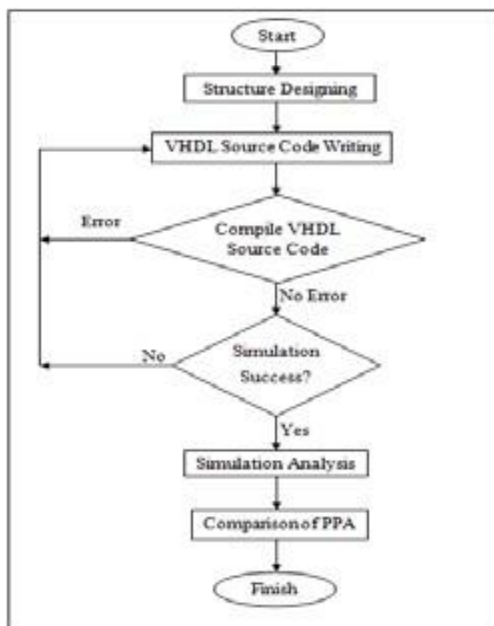 Start
Structure Designing
VHDL Source Code Writing
Error
Compile VHDL
Source Code
No Error
No
Simulation
Success?
Yes
Simulation Analysis
Comparison of PPA
Finish